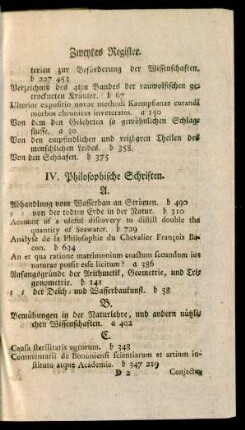 Zweytes Register.
terien zur Beförderung der Wissenschaften.
b 227 453
Verzeichniß des 4ten Bandes der rauwolfischen ge-
trockneten Kräuter. b 67
Ulterior expositio novae methodi Kaempfianae curandi
morbos chronicos inveteratos. a 150
Von dem den Gelehrten so gewöhnlichen Schlag-
flusse. a 30
Von den empfindlichen und reizbaren Theilen des
menschlichen Leides. b 358.
Von den Schaafen. b 375
IV. Philosophische Schriften.
A.
Abhandlung vom Wasserbau an Strömen. b 490
- von der todten Erde in der Natur. b 310
Account of a useful discovery to distill double the
quantity of Seawater. b 729
Analyse de la Philosophie du Chevalier François Ba-
con. b 634
An et qua ratione matrimonium coactum secundum ius
naturae possit esse licitum? a 386
Anfangsgründe der Arithmetik, Geometrie, und Tri-
gonometrie. b 141
- der Deich- und Wasserbaukunst. b 58
B.
Bemühungen in der Naturlehre, und andern nützli-
chen Wissenschaften. a 402
C.
Causa sterilitatis agrorum. b 348
Commentarii de Bononiensi scientiarum et artium in-
stituto atque Academia. b 347 219
D 2 Conjectu-